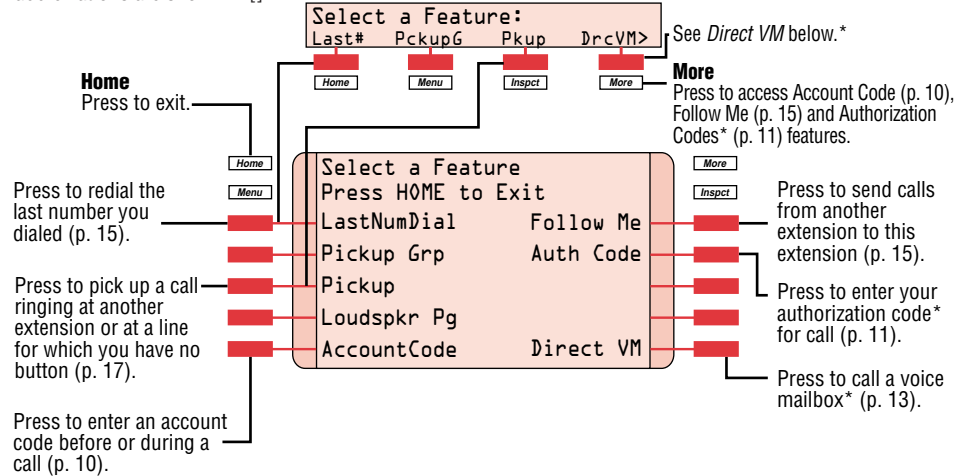 Select a Feature:
Last# PckupG Pkup DrcVM>
See Direct VM below.*
Home Menu Inspct More
Home
Press to exit.
More
Press to access Account Code (p. 10),
Follow Me (p. 15) and Authorization
Codes* (p. 11) features.
Home
Menu
More
Inspct
Select a Feature
Press HOME to Exit
LastNumDial Follow Me
Pickup Grp Auth Code
Pickup
Loudspkr Pg
AccountCode Direct VM
Press to redial the
last number you
dialed (p. 15).
Press to pick up a call
ringing at another
extension or at a line
for which you have no
button (p. 17).
Press to enter an account
code before or during a
call (p. 10).
Press to send calls
from another
extension to this
extension (p. 15).
Press to enter your
authorization code*
for call (p. 11).
Press to call a voice
mailbox* (p. 13).